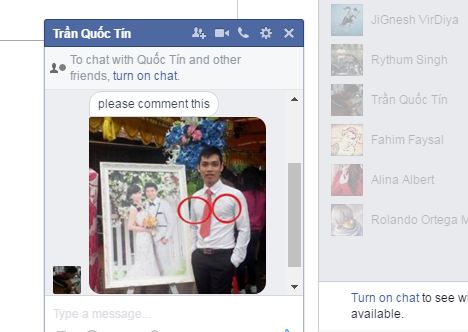 Trần Quốc Tín
To chat with Quốc Tín and other
friends, turn on chat.
please comment this
Type a message...
JiGnesh VirDiya
Rythum Singh
Trần Quốc Tín
Fahim Faysal
Alina Albert
Rolando Ortega M
Turn on chat to see w
available.